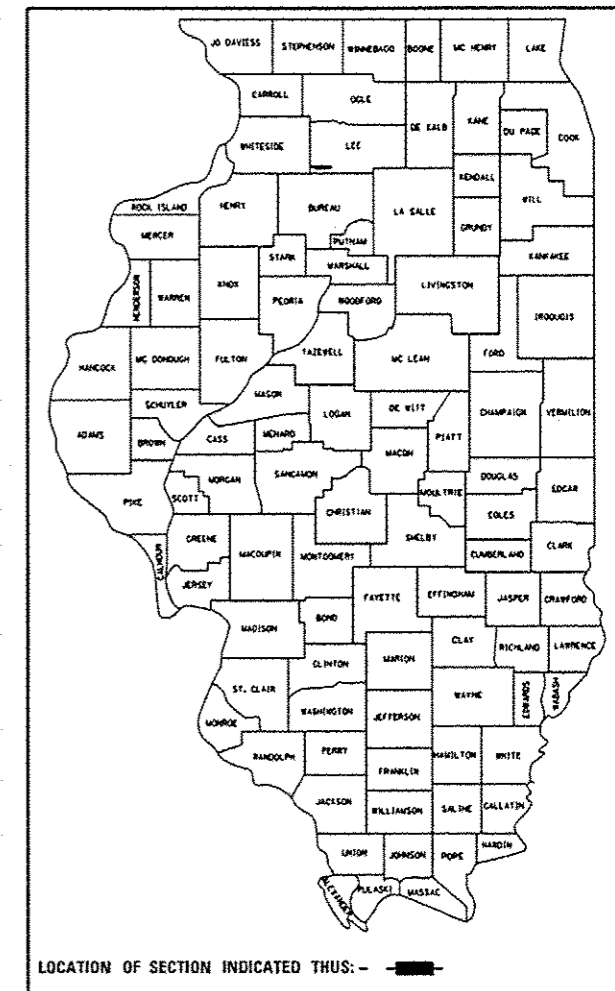 JO DAVIESS STEPHENSON WINNEBAGO BOONE MC HENRY LAKE
CARROLL OGLE DE KALB KANE DU PAGE COOK
WHITESIDE LEE KENDALL WILL
ROCK ISLAND HENRY BUREAU LA SALLE GRUNDY
MERCER PUTNAM KANKAKEE
STARK MARSHALL LIVINGSTON
HENDERSON WARREN KNOX PEORIA WOODFORD IROQUOIS
HANCOCK MC DONOUGH FULTON TAZEWELL MC LEAN FORD
SCHUYLER MASON LOGAN DE WITT CHAMPAIGN VERMILION
ADAMS BROWN CASS MENARD MACON PIATT
PIKE SCOTT MORGAN SANGAMON CHRISTIAN MOULTRIE DOUGLAS EDGAR
COLES
CALHOUN GREENE MACOUPIN MONTGOMERY SHELBY CUMBERLAND CLARK
JERSEY FAYETTE EFFINGHAM JASPER CRAWFORD
MADISON BOND CLAY RICHLAND LAWRENCE
CLINTON MARION
ST. CLAIR WASHINGTON WAYNE EDWARDS WABASH
MONROE JEFFERSON
RANDOLPH PERRY HAMILTON WHITE
FRANKLIN
JACKSON WILLIAMSON SALINE GALLATIN
UNION JOHNSON POPE HARDIN
ALEXANDER PULASKI MASSAC
LOCATION OF SECTION INDICATED THUS: -